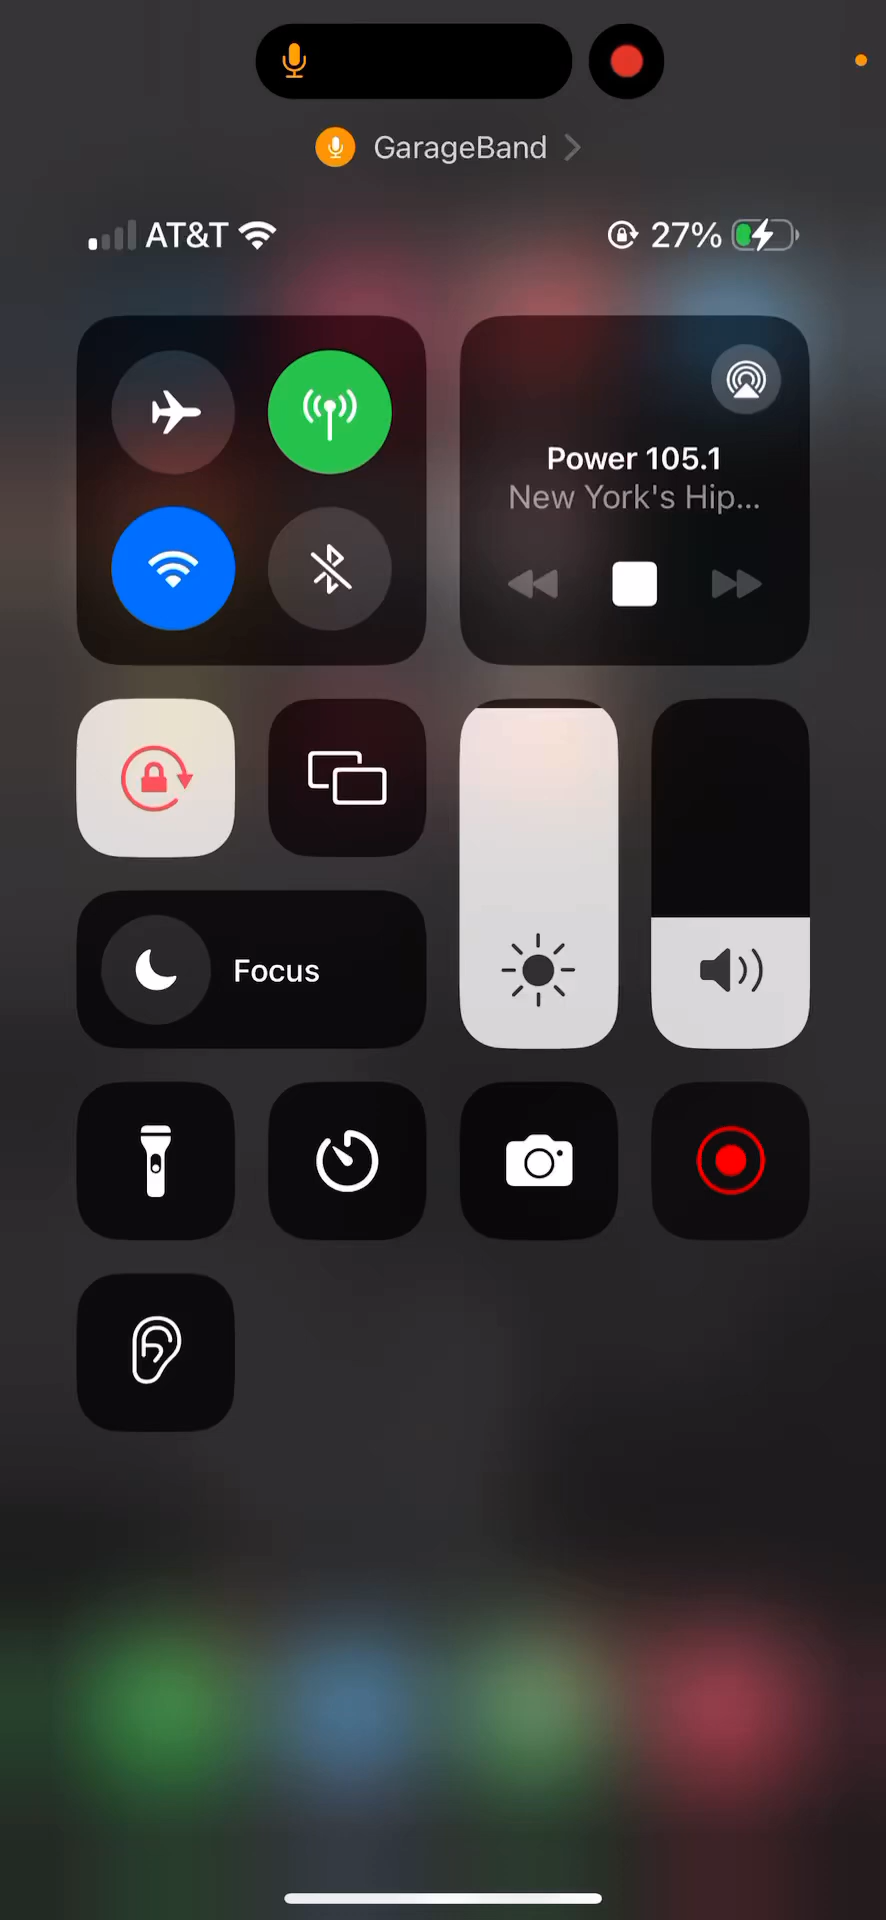 GarageBand
AT&T 27%
Power 105.1
New York's Hip...
Focus